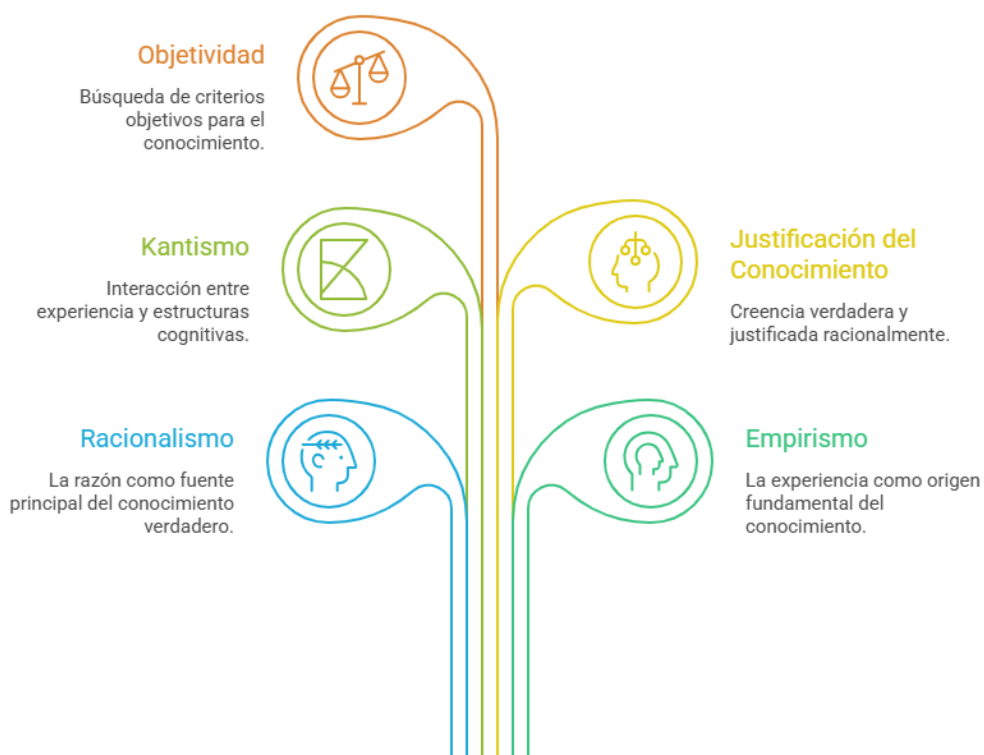 Objetividad
Búsqueda de criterios
objetivos para el
conocimiento.
Kantismo
Interacción entre
experiencia y estructuras
cognitivas.
Justificación del
Conocimiento
Creencia verdadera y
justificada racionalmente.
Racionalismo
La razón como fuente
principal del conocimiento
verdadero.
Empirismo
La experiencia como origen
fundamental del
conocimiento.